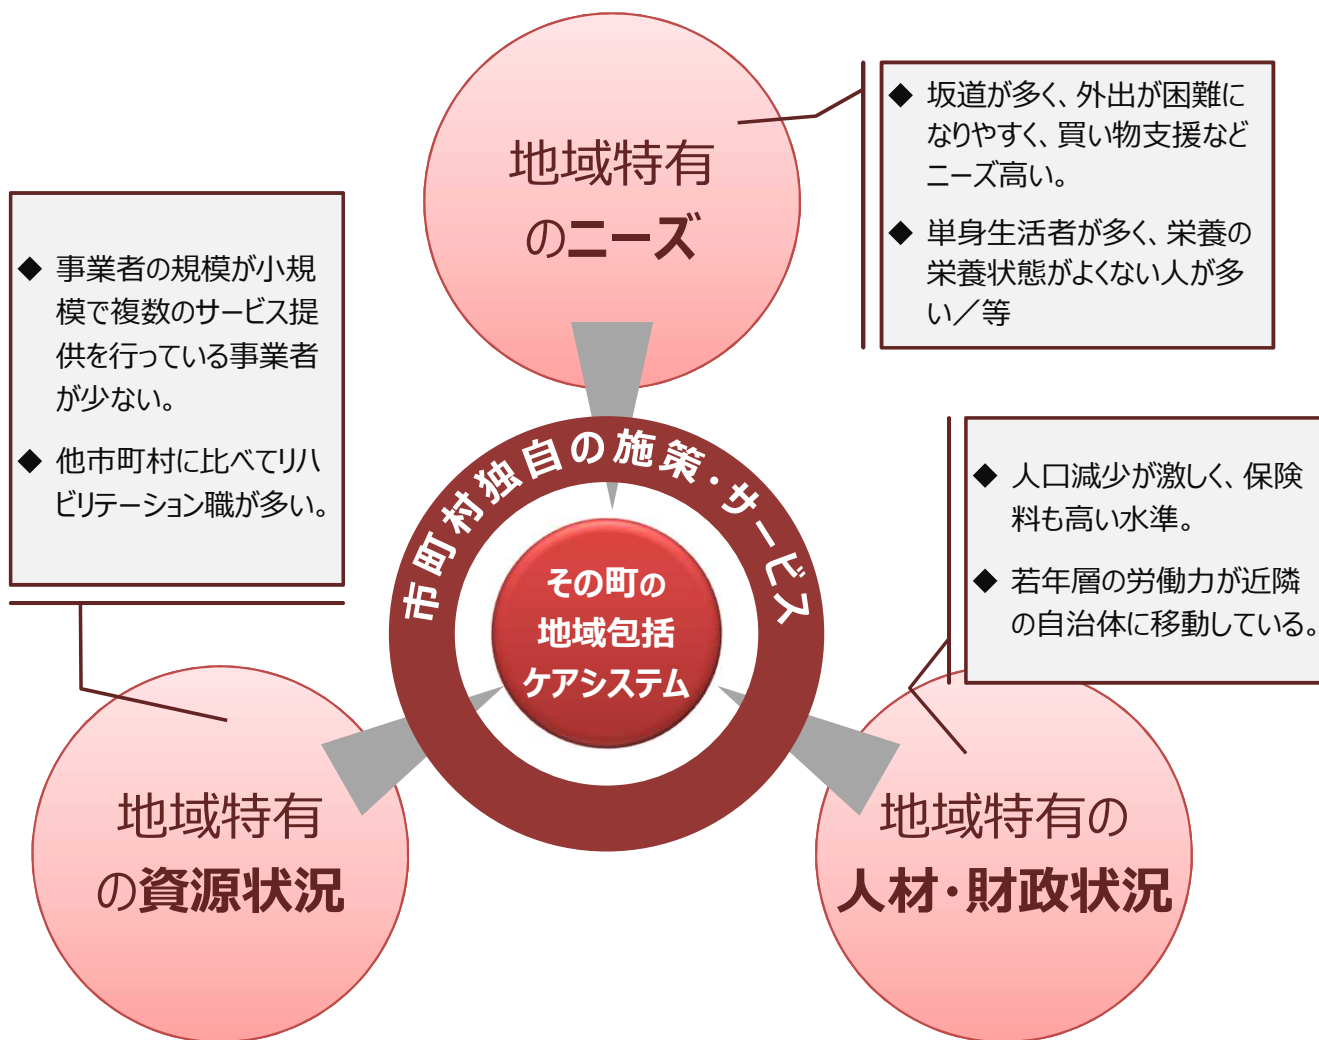 地域特有
のニーズ
◆ 坂道が多く、外出が困難に
なりやすく、買い物支援など
ニーズ高い。
◆ 単身生活者が多く、栄養の
栄養状態がよくない人が多
い／等
◆ 事業者の規模が小規
模で複数のサービス提
供を行っている事業者
が少ない。
◆ 他市町村に比べてリハ
ビリテーション職が多い。
市町村独自の施策・サービス
その町の
地域包括
ケアシステム
◆ 人口減少が激しく、保険
料も高い水準。
◆ 若年層の労働力が近隣
の自治体に移動している。
地域特有
の資源状況
地域特有の
人材・財政状況